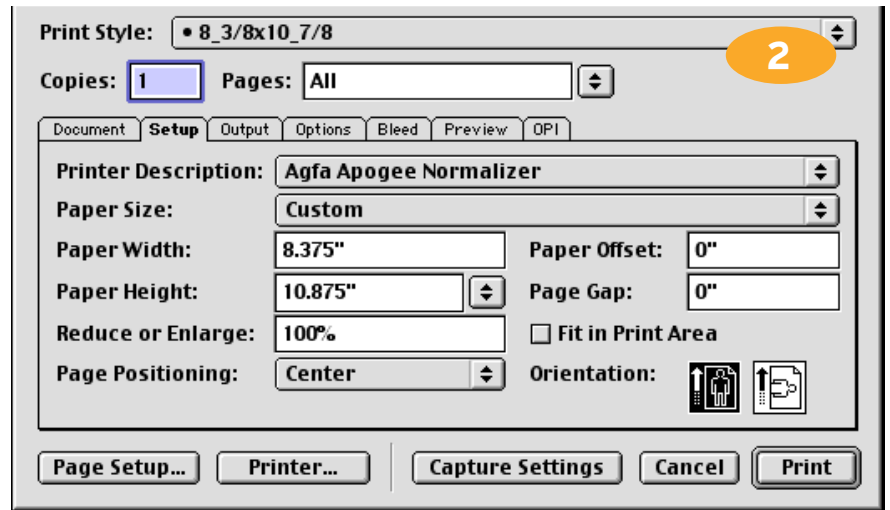 Print Style: • 8_3/8x10_7/8
2
Copies: 1 Pages: All
Document Setup Output Options Bleed Preview OPI
Printer Description: Agfa Apogee Normalizer
Paper Size: Custom
Paper Width: 8.375" Paper Offset: 0"
Paper Height: 10.875" Page Gap: 0"
Reduce or Enlarge: 100% Fit in Print Area
Page Positioning: Center Orientation:
Page Setup... Printer... Capture Settings Cancel Print